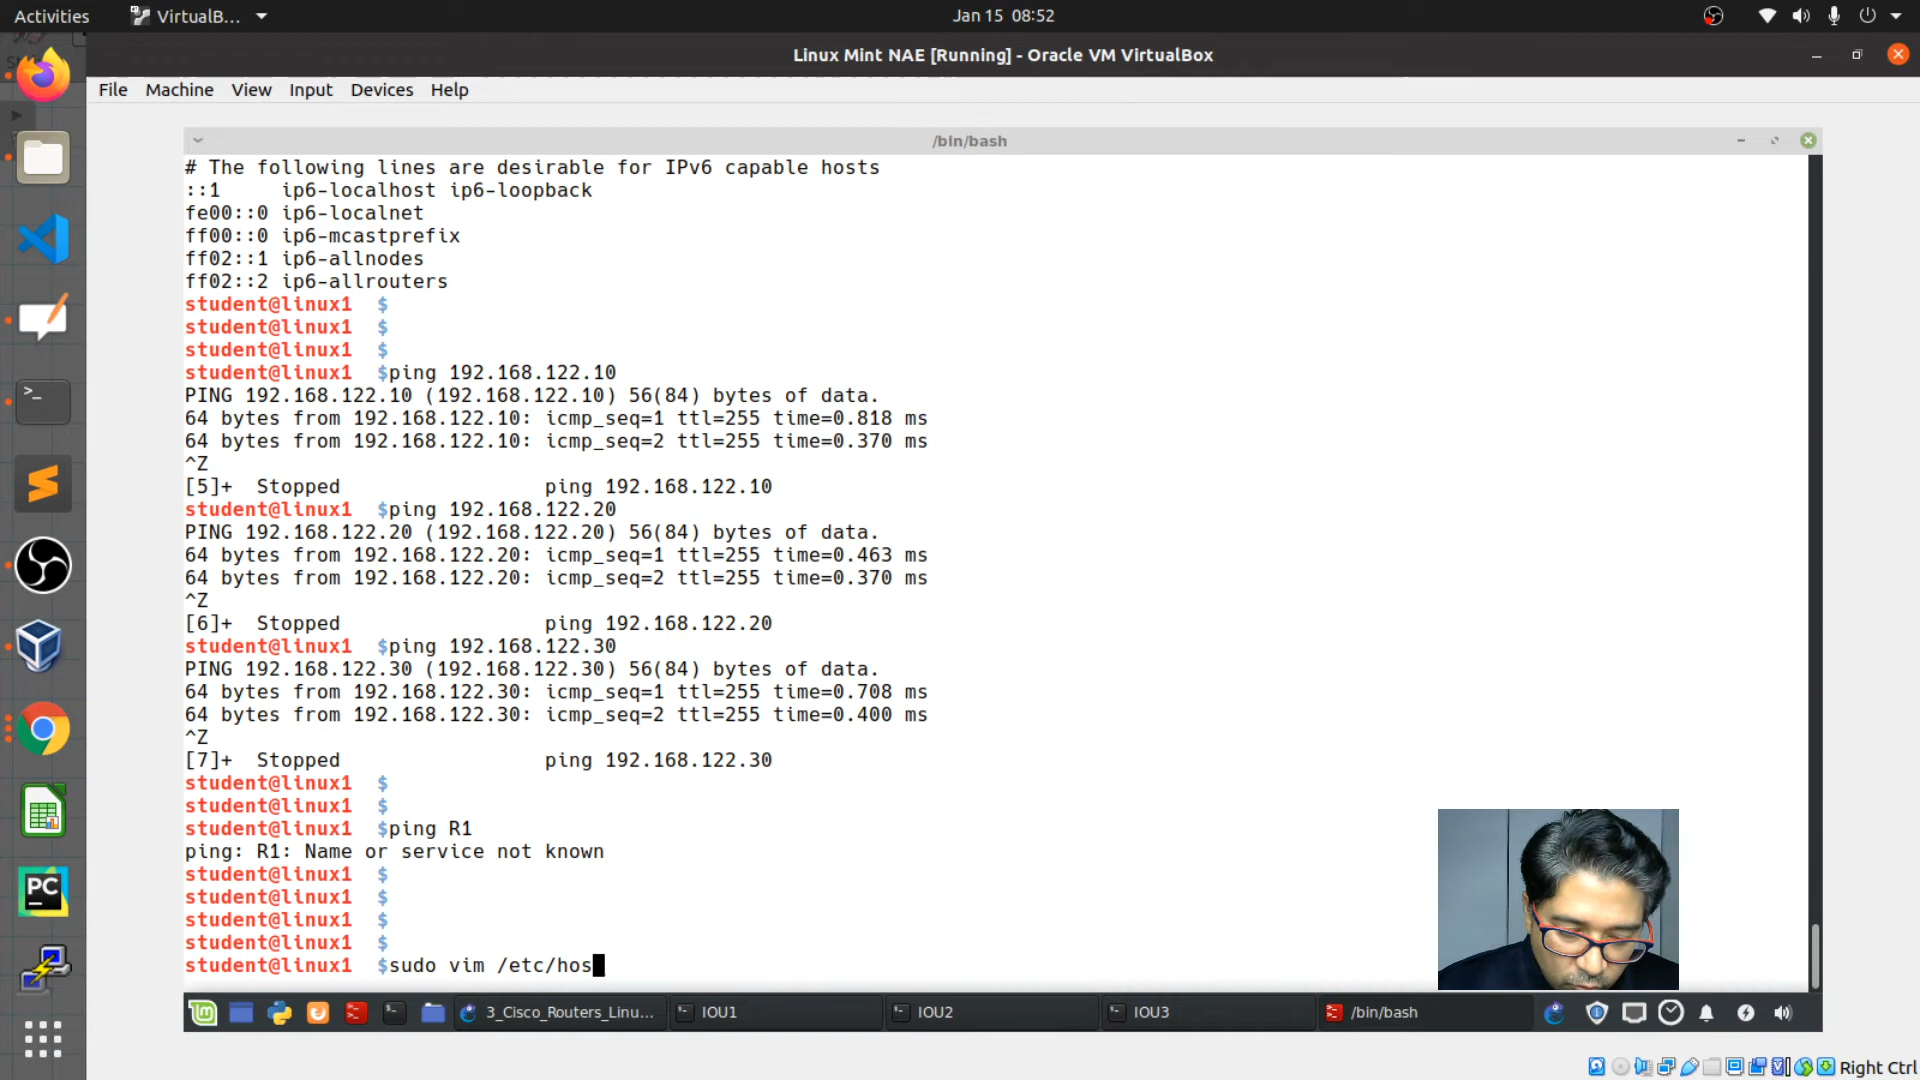 Activities
VirtualB...
Jan 15 08:52
Linux Mint NAE [Running] - Oracle VM VirtualBox
File Machine View Input Devices Help
/bin/bash
# The following lines are desirable for IPv6 capable hosts
::1     ip6-localhost ip6-loopback
fe00::0 ip6-localnet
ff00::0 ip6-mcastprefix
ff02::1 ip6-allnodes
ff02::2 ip6-allrouters
student@linux1  $
student@linux1  $
student@linux1  $
student@linux1  $ping 192.168.122.10
PING 192.168.122.10 (192.168.122.10) 56(84) bytes of data.
64 bytes from 192.168.122.10: icmp_seq=1 ttl=255 time=0.818 ms
64 bytes from 192.168.122.10: icmp_seq=2 ttl=255 time=0.370 ms
^Z
[5]+  Stopped                 ping 192.168.122.10
student@linux1  $ping 192.168.122.20
PING 192.168.122.20 (192.168.122.20) 56(84) bytes of data.
64 bytes from 192.168.122.20: icmp_seq=1 ttl=255 time=0.463 ms
64 bytes from 192.168.122.20: icmp_seq=2 ttl=255 time=0.370 ms
^Z
[6]+  Stopped                 ping 192.168.122.20
student@linux1  $ping 192.168.122.30
PING 192.168.122.30 (192.168.122.30) 56(84) bytes of data.
64 bytes from 192.168.122.30: icmp_seq=1 ttl=255 time=0.708 ms
64 bytes from 192.168.122.30: icmp_seq=2 ttl=255 time=0.400 ms
^Z
[7]+  Stopped                 ping 192.168.122.30
student@linux1  $
student@linux1  $
student@linux1  $ping R1
ping: R1: Name or service not known
student@linux1  $
student@linux1  $
student@linux1  $
student@linux1  $
student@linux1  $sudo vim /etc/hos
PC
3_Cisco_Routers_Linu...
IOU1
IOU2
IOU3
/bin/bash
Right Ctrl